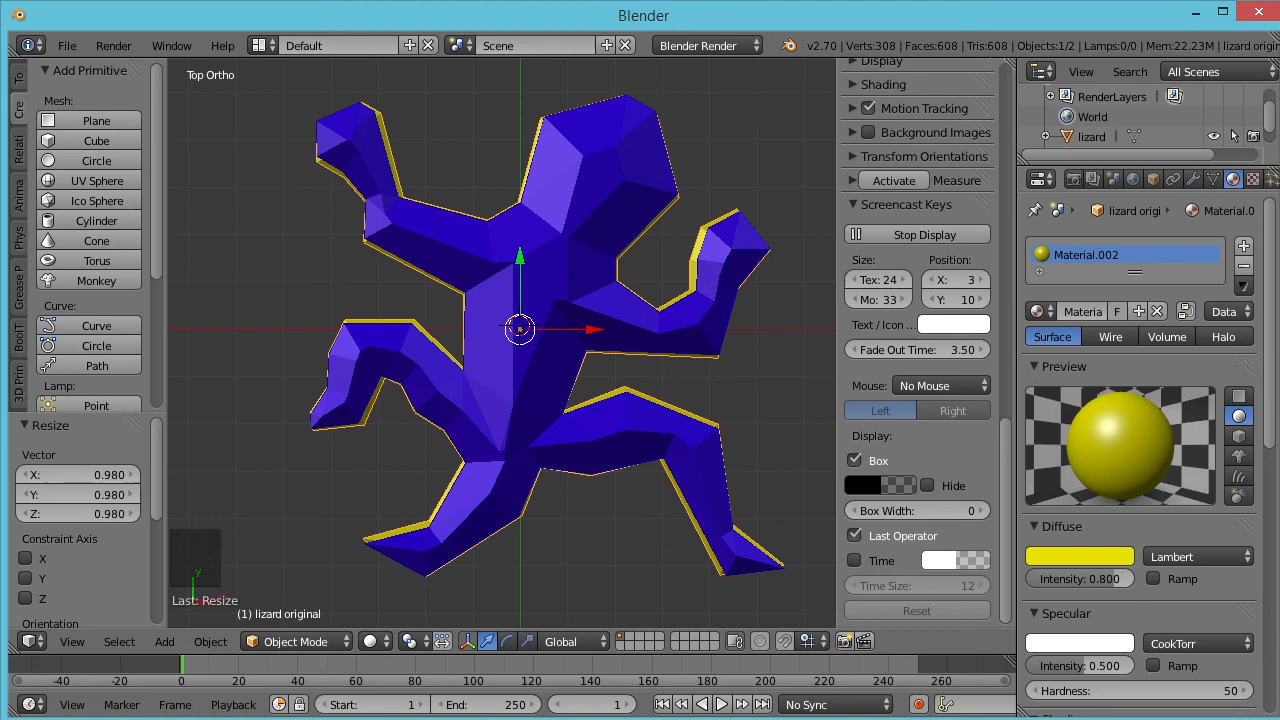 Blender
File Render Window Help Default Scene Blender Render v2.70 | Verts:308 | Faces:608 | Tris:608 | Objects:1/2 | Lamps:0/0 | Mem:22.23M | lizard origi
Add Primitive
Mesh:
Plane
Cube
Circle
UV Sphere
Ico Sphere
Cylinder
Cone
Torus
Monkey
Curve:
Curve
Circle
Path
Lamp:
Point
To
Cre
Relati
Anima
Phys
Grease P
BoolT
3D Prin
Resize
Vector
X: 0.980
Y: 0.980
Z: 0.980
Constraint Axis
X
Y
Z
Orientation
Top Ortho
y
Last: Resize
(1) lizard original
Display
Shading
Motion Tracking
Background Images
Transform Orientations
Activate Measure
Screencast Keys
Stop Display
Size: Position:
Tex: 24 X: 3
Mo: 33 Y: 10
Text / Icon ...
Fade Out Time: 3.50
Mouse: No Mouse
Left Right
Display:
Box
Hide
Box Width: 0
Last Operator
Time
Time Size: 12
Reset
View Search All Scenes
RenderLayers
World
lizard
lizard origi Material.0
Material.002
Materia F Data
Surface Wire Volume Halo
Preview
Diffuse
Lambert
Intensity: 0.800 Ramp
Specular
CookTorr
Intensity: 0.500 Ramp
Hardness: 50
View Select Add Object Object Mode Global
-40 -20 0 20 40 60 80 100 120 140 160 180 200 220 240 260
View Marker Frame Playback Start: 1 End: 250 1 No Sync